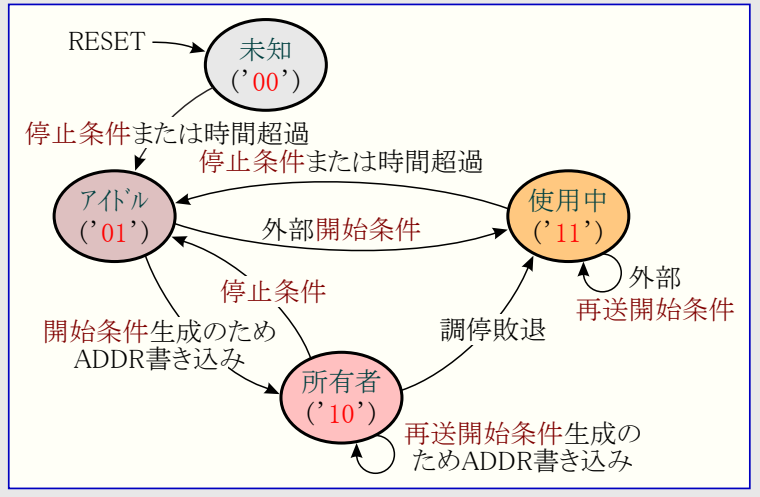 RESET
未知
('00')
停止条件または時間超過
停止条件または時間超過
アイドル
('01')
使用中
('11')
外部開始条件
外部
再送開始条件
停止条件
開始条件生成のため
ADDR書き込み
調停敗退
所有者
('10')
再送開始条件生成の
ためADDR書き込み